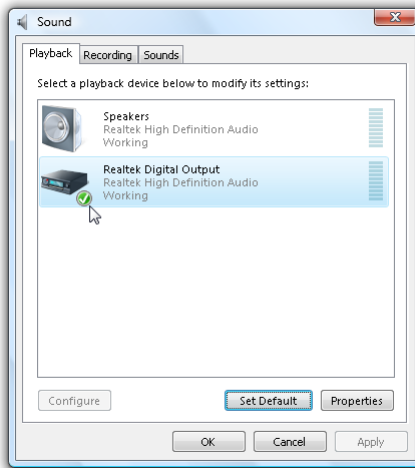 Sound
Playback Recording Sounds
Select a playback device below to modify its settings:
Speakers
Realtek High Definition Audio
Working
Realtek Digital Output
Realtek High Definition Audio
Working
Configure Set Default Properties
OK Cancel Apply